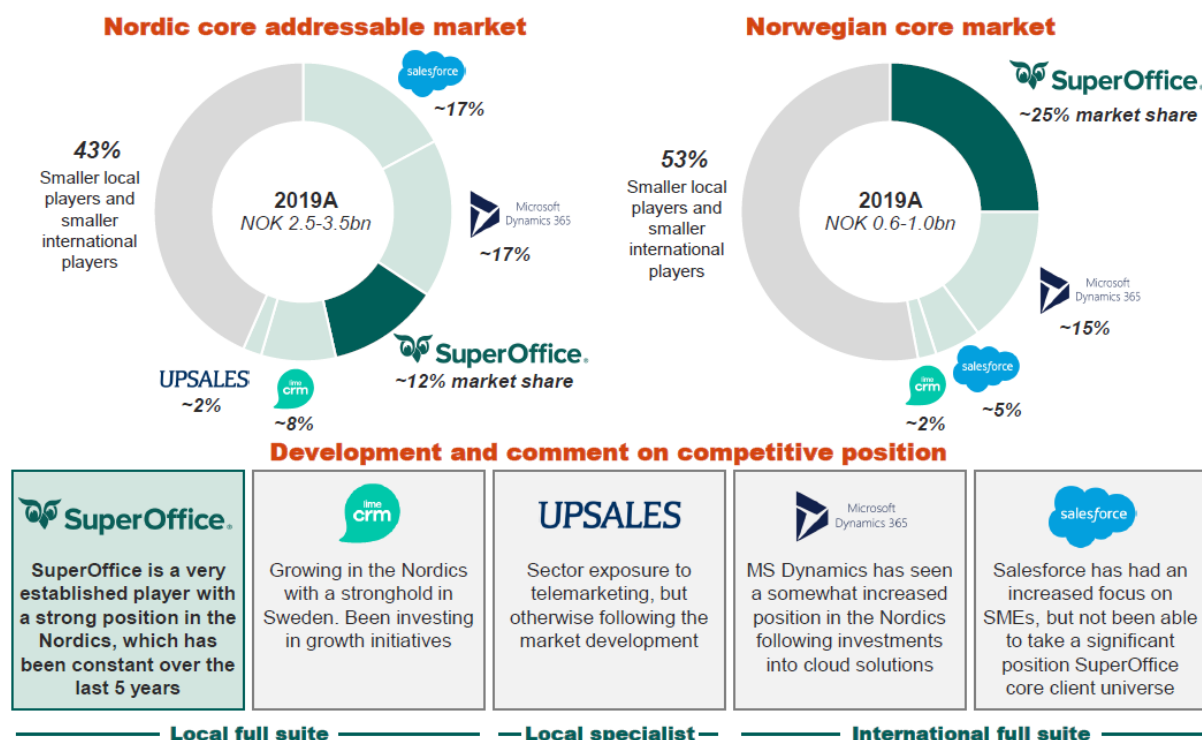 Nordic core addressable market
salesforce
~17%
43%
Smaller local
players and
smaller
international
players
2019A
NOK 2.5-3.5bn
Microsoft
Dynamics 365
~17%
SuperOffice®
~12% market share
UPSALES
~2%
lime
crm
~8%
Norwegian core market
SuperOffice®
~25% market share
53%
Smaller local
players and
smaller
international
players
2019A
NOK 0.6-1.0bn
Microsoft
Dynamics 365
~15%
salesforce
~5%
lime
crm
~2%
Development and comment on competitive position
SuperOffice®
SuperOffice is a very
established player with
a strong position in the
Nordics, which has
been constant over the
last 5 years
lime
crm
Growing in the Nordics
with a stronghold in
Sweden. Been investing
in growth initiatives
UPSALES
Sector exposure to
telemarketing, but
otherwise following the
market development
Microsoft
Dynamics 365
MS Dynamics has seen
a somewhat increased
position in the Nordics
following investments
into cloud solutions
salesforce
Salesforce has had an
increased focus on
SMEs, but not been able
to take a significant
position SuperOffice
core client universe
Local full suite
Local specialist
International full suite